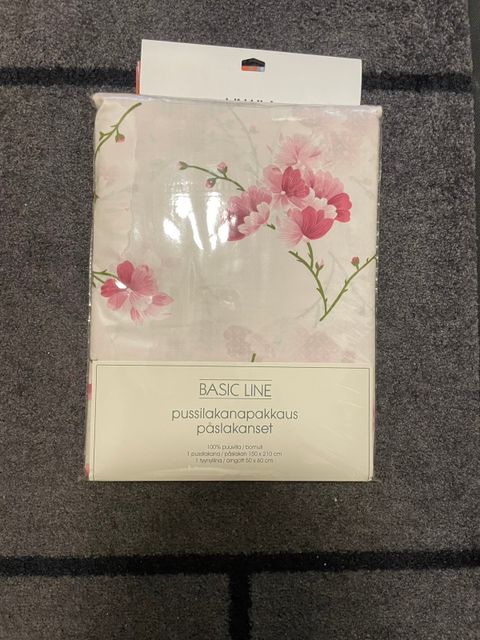 BASIC LINE
pussilakanapakkaus
påslakanset
100% puuvilla / bomull
1 pussilakana / påslakan 150 x 210 cm
1 tyynyliina / örngott 50 x 60 cm